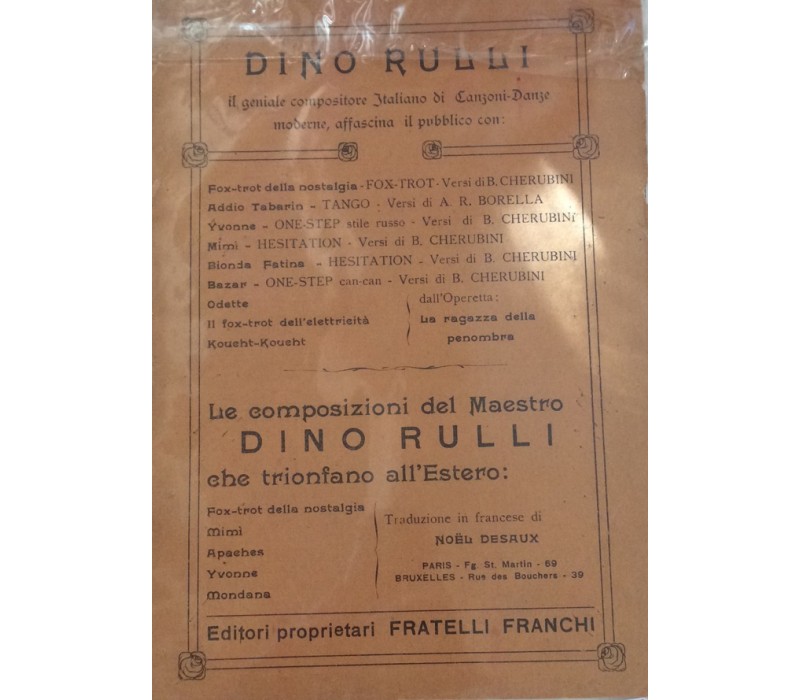 DINO RULLI
il geniale compositore Italiano di Canzoni-Danze
moderne, affascina il pubblico con:
Fox-trot della nostalgia - FOX-TROT - Versi di B. CHERUBINI
Addio Tabarin - TANGO - Versi di A. R. BORELLA
Yvonne - ONE-STEP stile russo - Versi di B. CHERUBINI
Mimì - HESITATION - Versi di B. CHERUBINI
Bionda Fatina - HESITATION - Versi di B. CHERUBINI
Bazar - ONE-STEP can-can - Versi di B. CHERUBINI
Odette
Il fox-trot dell'elettricità
Koucht-Koucht
dall'Operetta:
La ragazza della
penombra
Le composizioni del Maestro
DINO RULLI
che trionfano all'Estero:
Fox-trot della nostalgia
Mimì
Apaches
Yvonne
Mondana
Traduzione in francese di
NOËL DESAUX
PARIS - Fg. St. Martin - 69
BRUXELLES - Rue des Bouchers - 39
Editori proprietari FRATELLI FRANCHI